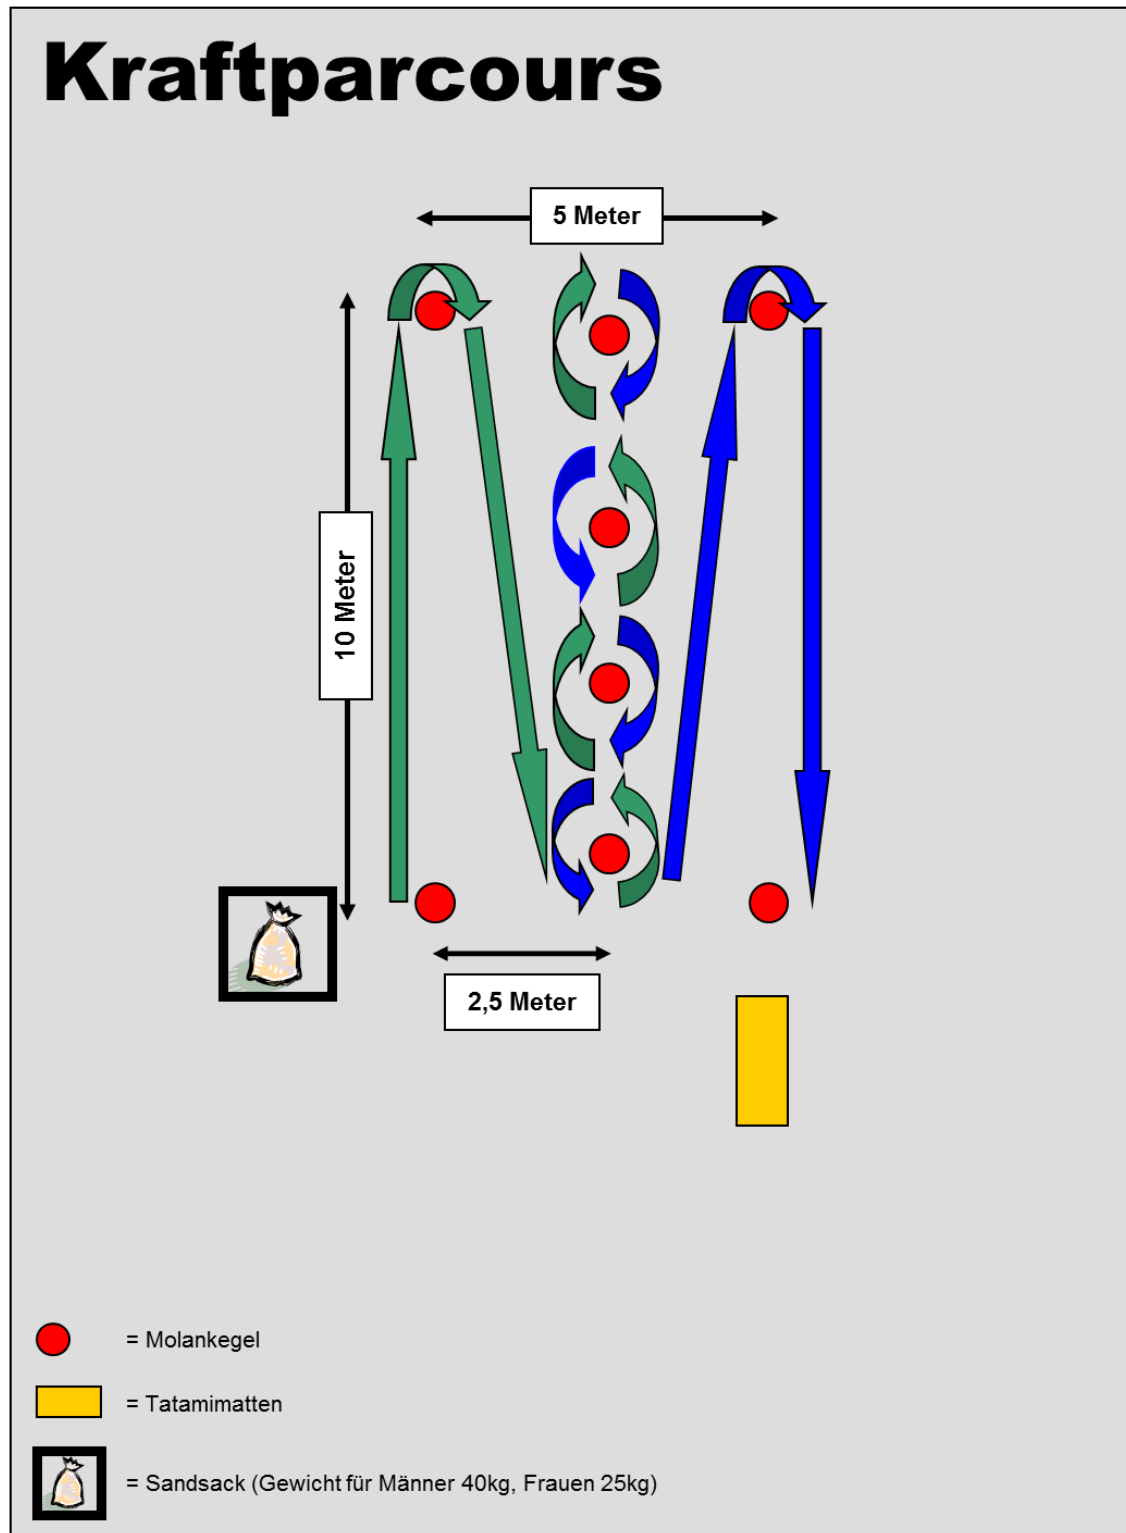 Kraftparcours
5 Meter
10 Meter
2,5 Meter
= Molankegel
= Tatamimatten
= Sandsack (Gewicht für Männer 40kg, Frauen 25kg)